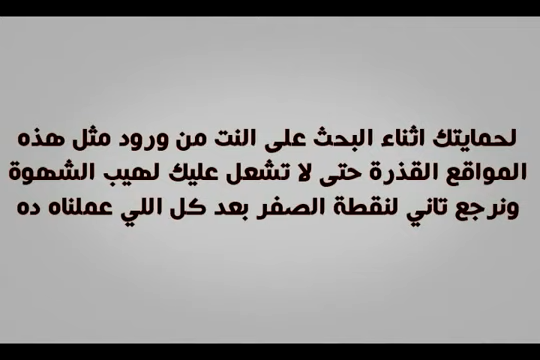 لحمايتك اثناء البحث على النت من ورود مثل هذه
المواقع القذرة حتى لا تشعل عليك لهيب الشهوة
ونرجع تاني لنقطة الصفر بعد كل اللي عملناه ده